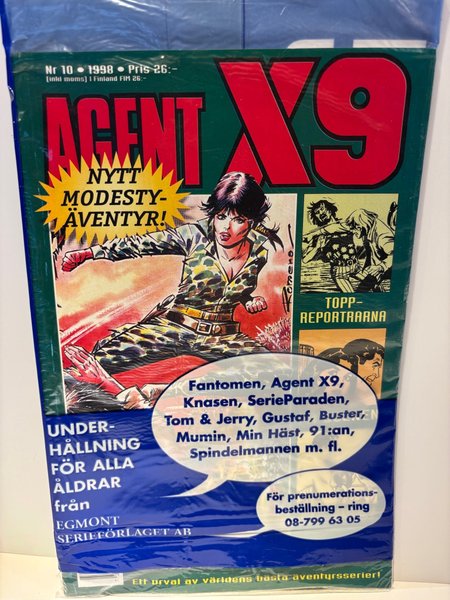 Nr 10 • 1998 • Pris 26:-
(inkl moms) I Finland FIM 26:-
AGENT X9
NYTT
MODESTY-
ÄVENTYR!
Romero
TOPP-
REPORTRARNA
Fantomen, Agent X9,
Knasen, SerieParaden,
Tom & Jerry, Gustaf, Buster,
Mumin, Min Häst, 91:an,
Spindelmannen m. fl.
UNDER-
HÅLLNING
FÖR ALLA
ÅLDRAR
från
EGMONT
SERIEFÖRLAGET AB
För prenumerations-
beställning – ring
08-799 63 05
Ett urval av världens bästa äventyrsserier!